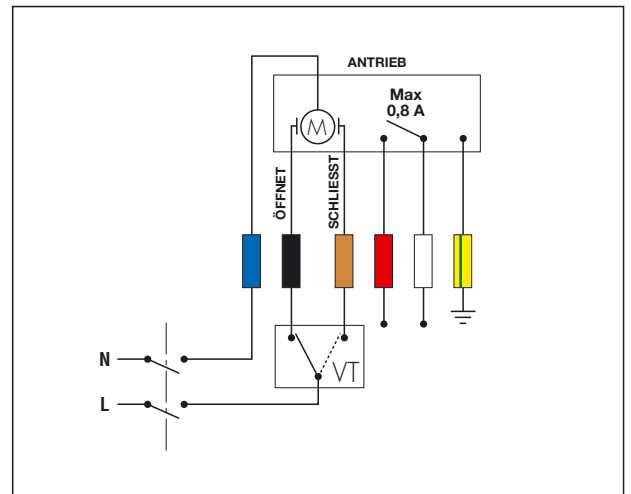 ANTRIEB
Max
0,8 A
M
ÖFFNET
SCHLIESST
N
VT
L